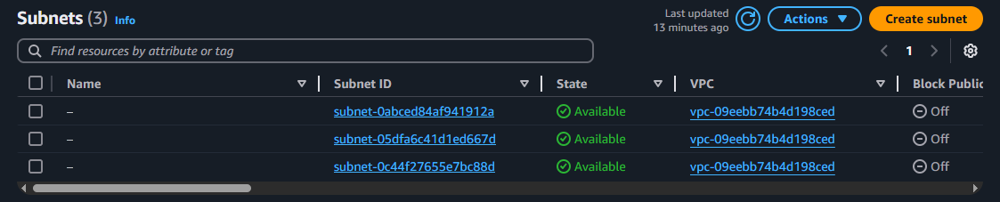 Subnets (3) Info
Last updated
13 minutes ago
Actions
Create subnet
Find resources by attribute or tag
1
Name Subnet ID State VPC Block Public
– subnet-0abced84af941912a Available vpc-09eebb74b4d198ced Off
– subnet-05dfa6c41d1ed667d Available vpc-09eebb74b4d198ced Off
– subnet-0c44f27655e7bc88d Available vpc-09eebb74b4d198ced Off